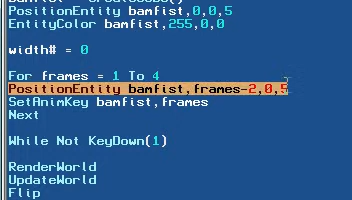 PositionEntity bamfist,0,0,5
EntityColor bamfist,255,0,0
width# = 0
For frames = 1 To 4
PositionEntity bamfist,frames-2,0,5
SetAnimKey bamfist,frames
Next
While Not KeyDown(1)
RenderWorld
UpdateWorld
Flip